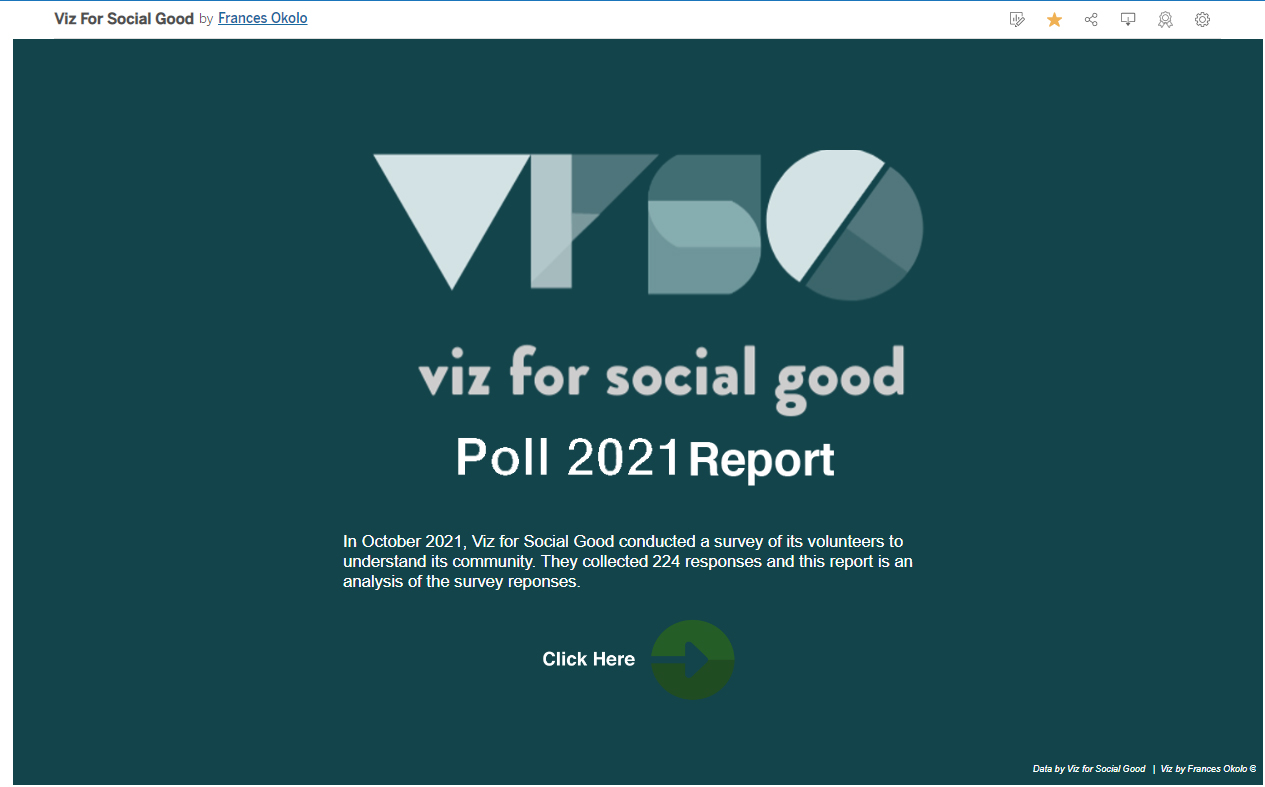 Viz For Social Good by Frances Okolo
VFSG
viz for social good
Poll 2021 Report
In October 2021, Viz for Social Good conducted a survey of its volunteers to
understand its community. They collected 224 responses and this report is an
analysis of the survey reponses.
Click Here
Data by Viz for Social Good | Viz by Frances Okolo ©